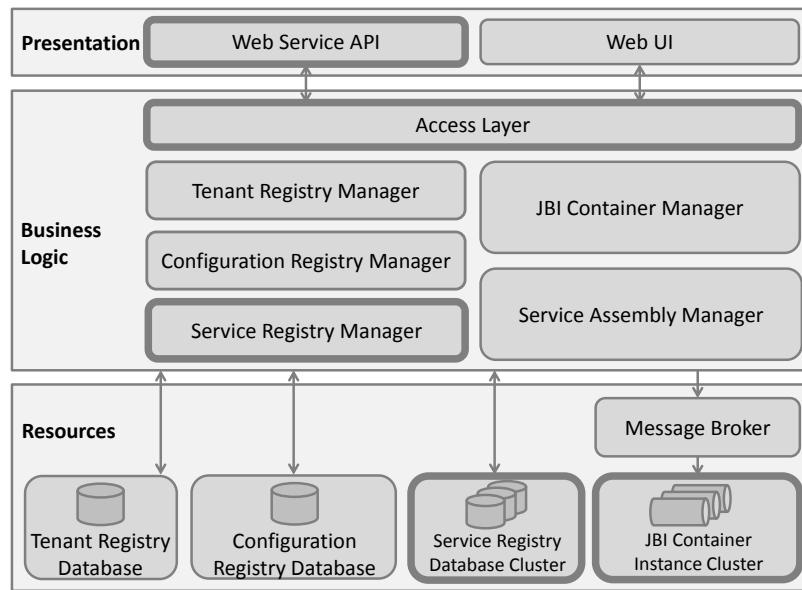 Presentation
Web Service API
Web UI
Access Layer
Business
Logic
Tenant Registry Manager
JBI Container Manager
Configuration Registry Manager
Service Registry Manager
Service Assembly Manager
Resources
Message Broker
Tenant Registry
Database
Configuration
Registry Database
Service Registry
Database Cluster
JBI Container
Instance Cluster